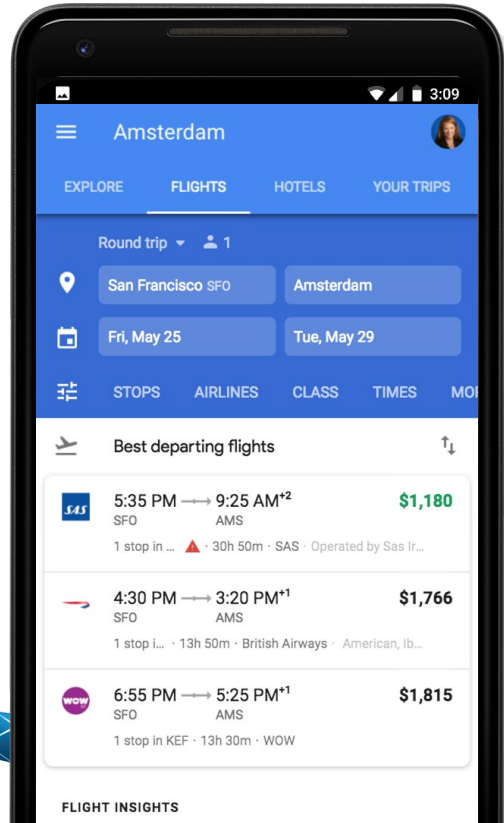 3:09
Amsterdam
EXPLORE FLIGHTS HOTELS YOUR TRIPS
Round trip 1
San Francisco SFO Amsterdam
Fri, May 25 Tue, May 29
STOPS AIRLINES CLASS TIMES MOR
Best departing flights
SAS 5:35 PM 9:25 AM+2 $1,180
SFO AMS
1 stop in ... · 30h 50m · SAS · Operated by Sas Ir...
4:30 PM 3:20 PM+1 $1,766
SFO AMS
1 stop i... · 13h 50m · British Airways · American, Ib...
WOW 6:55 PM 5:25 PM+1 $1,815
SFO AMS
1 stop in KEF · 13h 30m · WOW
FLIGHT INSIGHTS